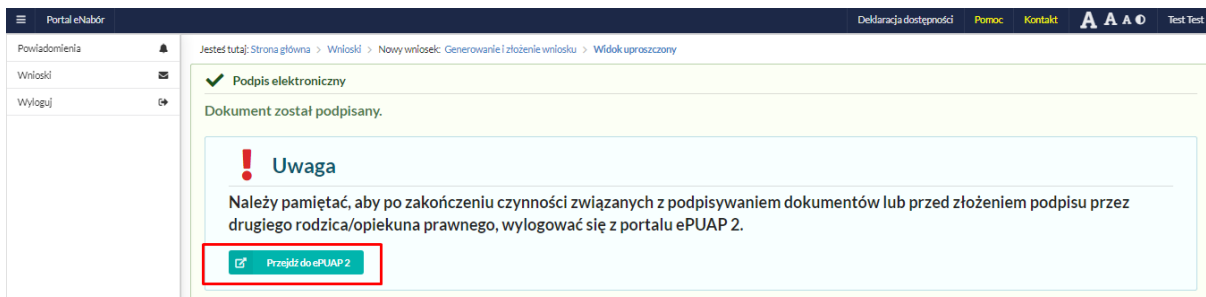 Portal eNabór
Deklaracja dostępności Pomoc Kontakt A A A Test Test
Powiadomienia
Wnioski
Wyloguj
Jesteś tutaj: Strona główna > Wnioski > Nowy wniosek: Generowanie i złożenie wniosku > Widok uproszczony
Podpis elektroniczny
Dokument został podpisany.
Uwaga
Należy pamiętać, aby po zakończeniu czynności związanych z podpisywaniem dokumentów lub przed złożeniem podpisu przez
drugiego rodzica/opiekuna prawnego, wylogować się z portalu ePUAP 2.
Przejdź do ePUAP 2